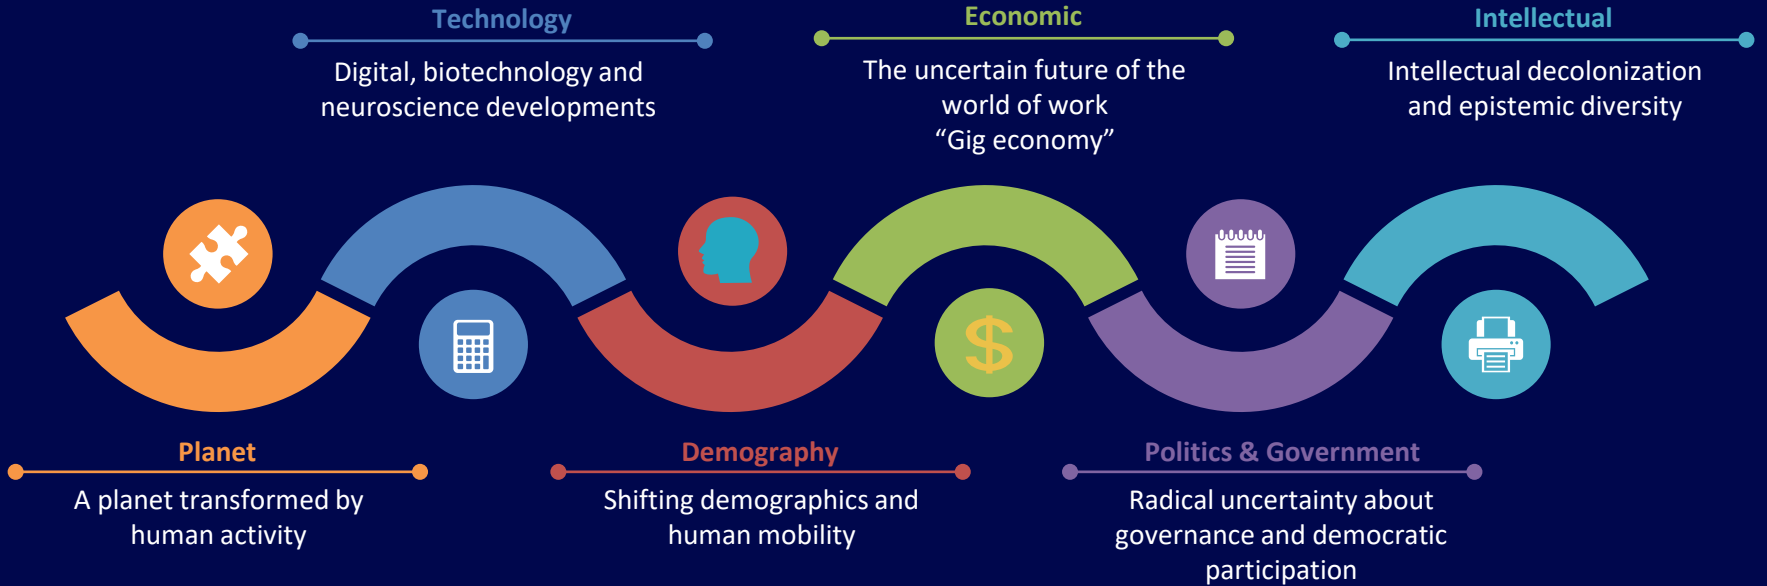 Technology
Digital, biotechnology and
neuroscience developments
Economic
The uncertain future of the
world of work
“Gig economy”
Intellectual
Intellectual decolonization
and epistemic diversity
$
Planet
A planet transformed by
human activity
Demography
Shifting demographics and
human mobility
Politics & Government
Radical uncertainty about
governance and democratic
participation